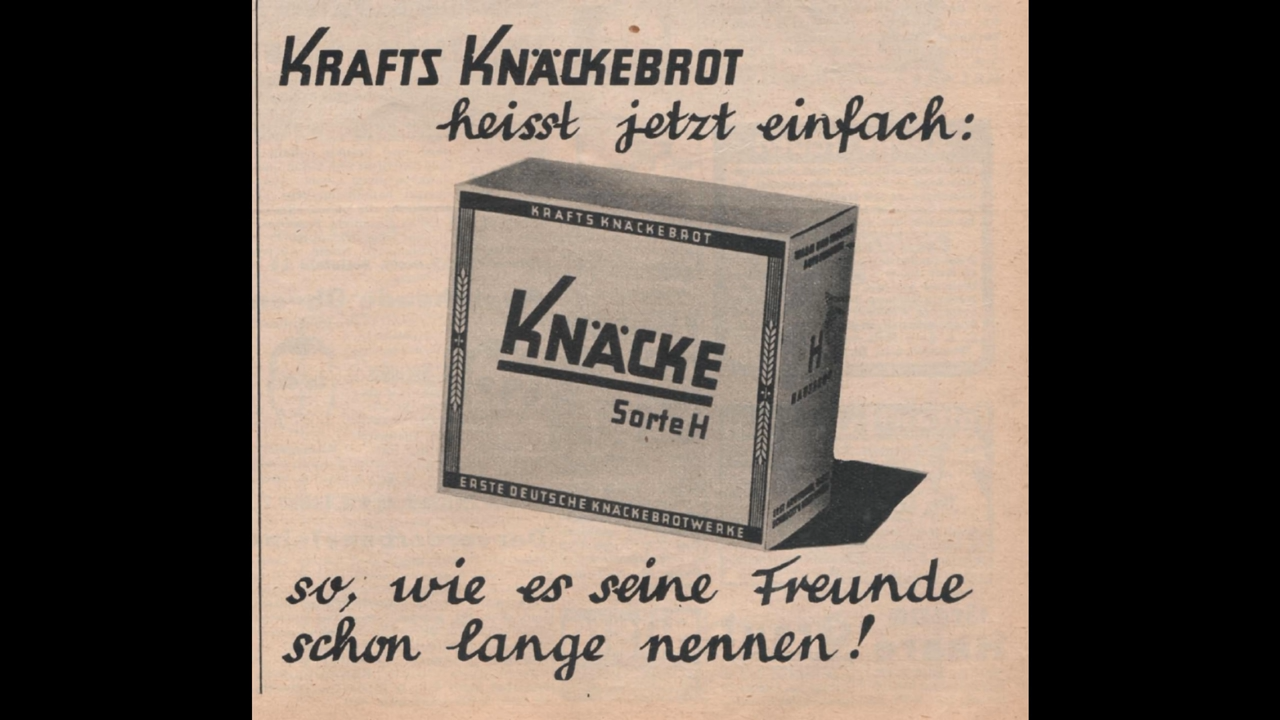 KRAFTS KNÄCKEBROT
heisst jetzt einfach:
KRAFTS KNÄCKEBROT
KNÄCKE
Sorte H
ERSTE DEUTSCHE KNÄCKEBROTWERKE
H
so, wie es seine Freunde
schon lange nennen!